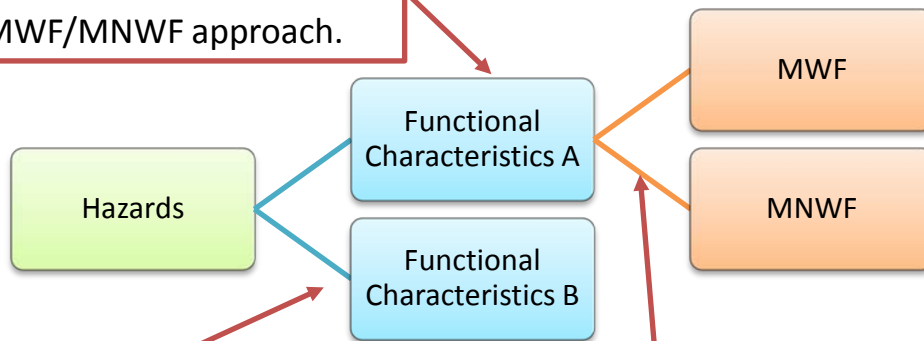 MWF/MNWF approach.
MWF
Functional
Characteristics A
Hazards
MNWF
Functional
Characteristics B